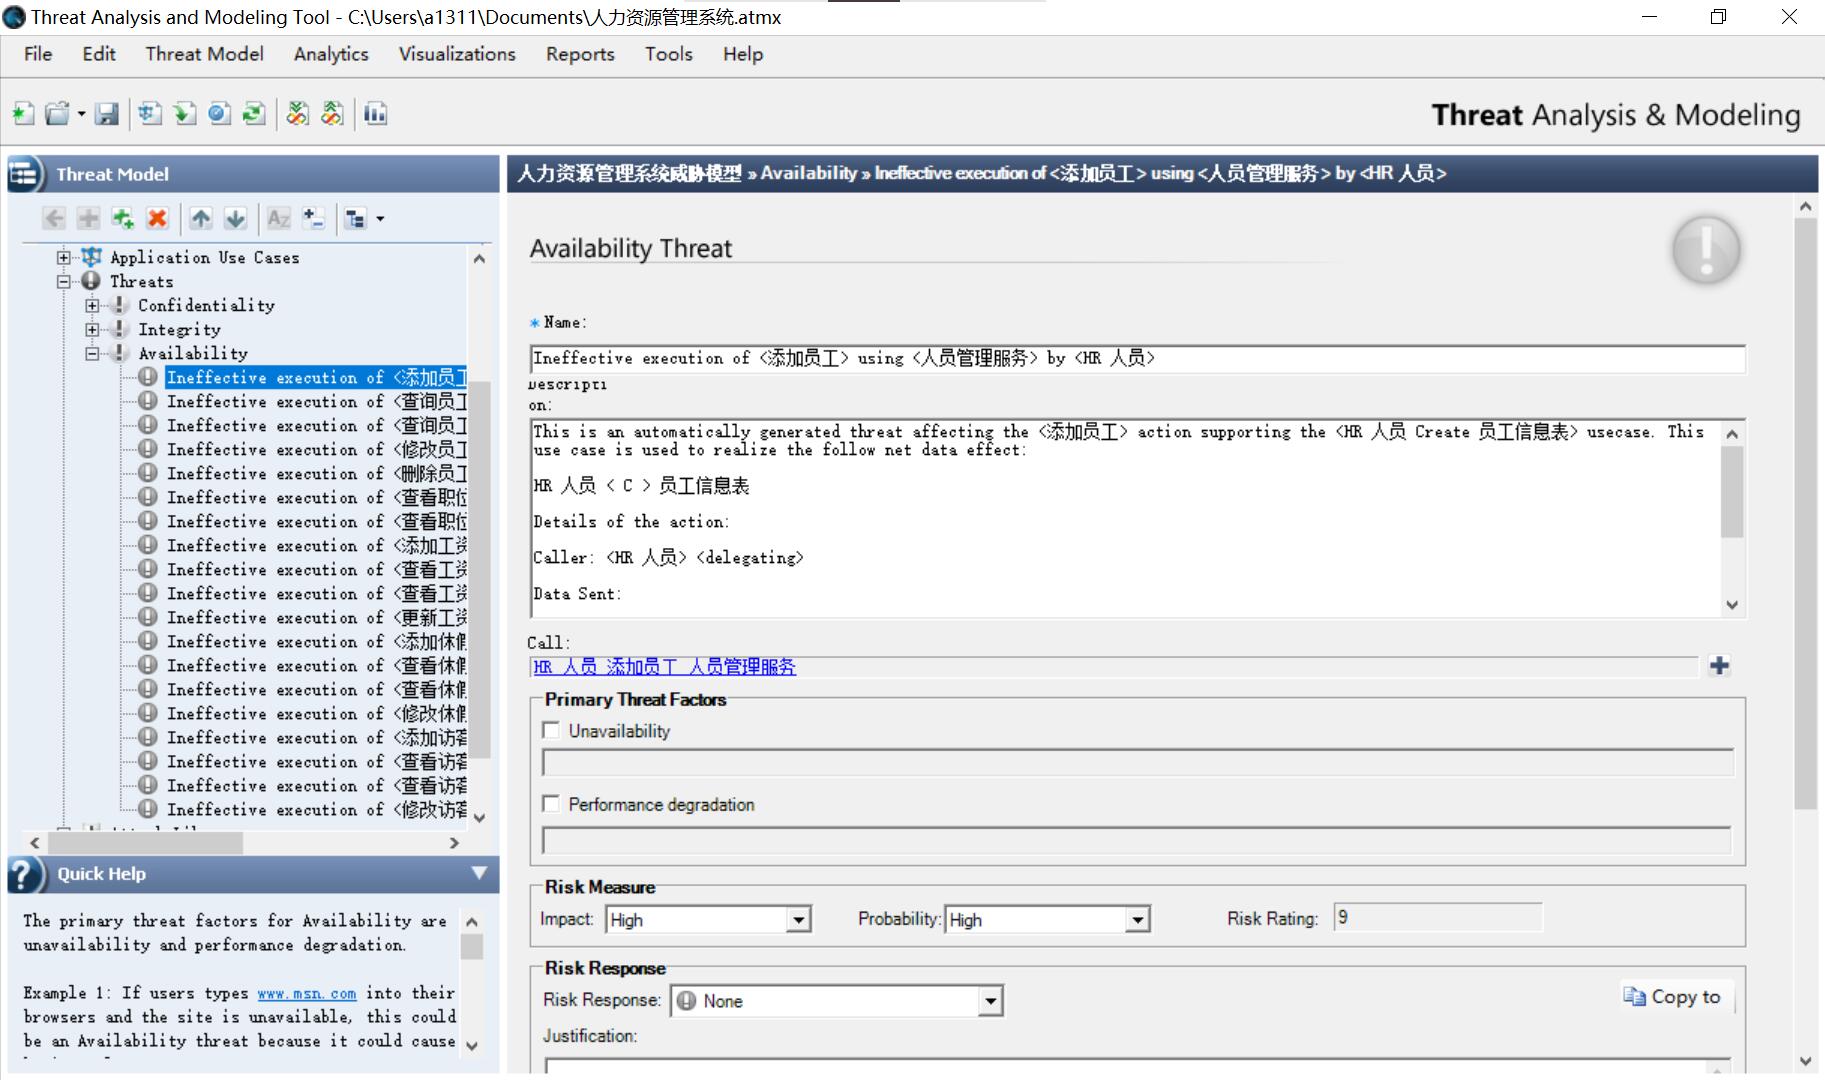 Threat Analysis and Modeling Tool - C:\Users\a1311\Documents\人力资源管理系统.atmx
File Edit Threat Model Analytics Visualizations Reports Tools Help
Threat Analysis & Modeling
Threat Model
Application Use Cases
Threats
Confidentiality
Integrity
Availability
Ineffective execution of <添加员工
Ineffective execution of <查询员工
Ineffective execution of <查询员工
Ineffective execution of <修改员工
Ineffective execution of <删除员工
Ineffective execution of <查看职位
Ineffective execution of <查看职位
Ineffective execution of <添加工资
Ineffective execution of <查看工资
Ineffective execution of <查看工资
Ineffective execution of <更新工资
Ineffective execution of <添加休假
Ineffective execution of <查看休假
Ineffective execution of <查看休假
Ineffective execution of <修改休假
Ineffective execution of <添加访客
Ineffective execution of <查看访客
Ineffective execution of <查看访客
Ineffective execution of <修改访客
Quick Help
The primary threat factors for Availability are
unavailability and performance degradation.
Example 1: If users types www.msn.com into their
browsers and the site is unavailable, this could
be an Availability threat because it could cause
人力资源管理系统威胁模型 » Availability » Ineffective execution of <添加员工> using <人员管理服务> by <HR 人员>
Availability Threat
* Name:
Ineffective execution of <添加员工> using <人员管理服务> by <HR 人员>
Descripti
on:
This is an automatically generated threat affecting the <添加员工> action supporting the <HR 人员 Create 员工信息表> usecase. This
use case is used to realize the follow net data effect:
HR 人员 < C > 员工信息表
Details of the action:
Caller: <HR 人员> <delegating>
Data Sent:
Call:
HR 人员 添加员工 人员管理服务
Primary Threat Factors
Unavailability
Performance degradation
Risk Measure
Impact: High Probability: High Risk Rating: 9
Risk Response
Risk Response: None Copy to
Justification: